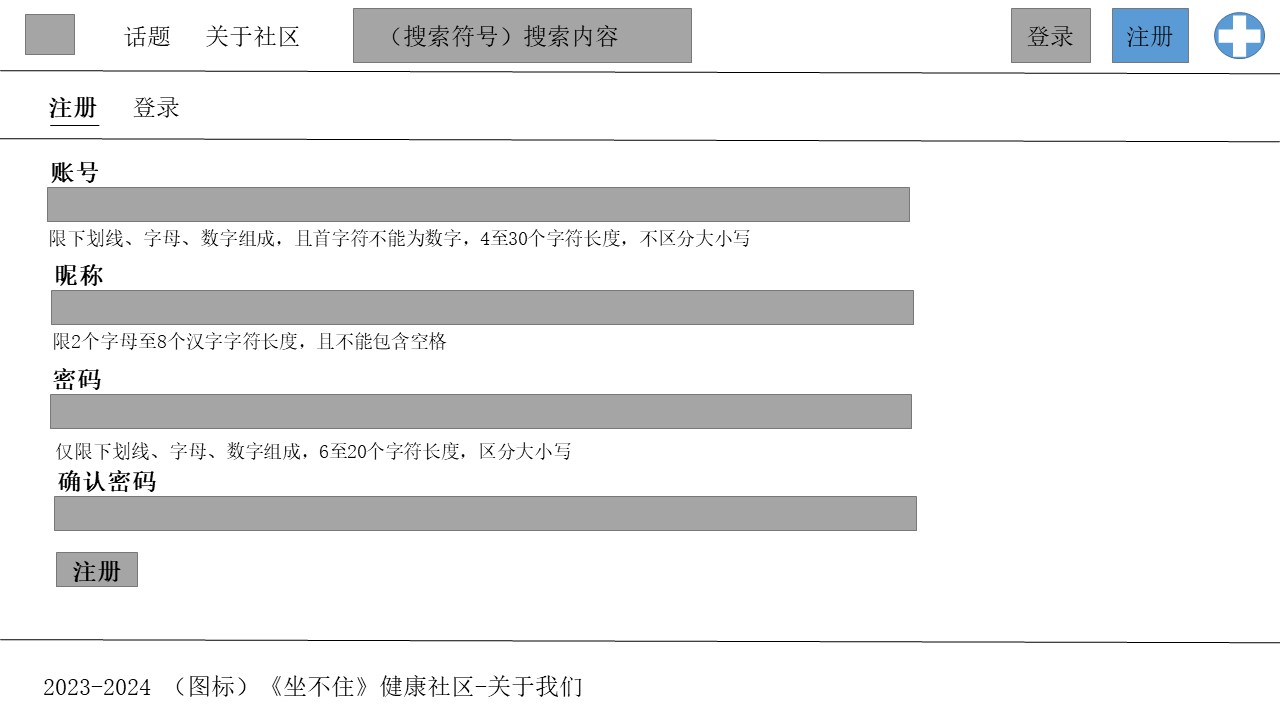 话题 关于社区 （搜索符号）搜索内容 登录 注册
注册 登录
账号
限下划线、字母、数字组成，且首字符不能为数字，4至30个字符长度，不区分大小写
昵称
限2个字母至8个汉字字符长度，且不能包含空格
密码
仅限下划线、字母、数字组成，6至20个字符长度，区分大小写
确认密码
注册
2023-2024 （图标）《坐不住》健康社区-关于我们